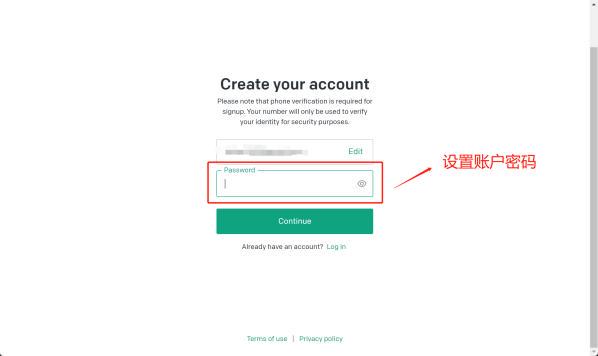 Create your account
Please note that phone verification is required for
signup. Your number will only be used to verify
your identity for security purposes.
Edit
Password
设置账户密码
Continue
Already have an account? Log in
Terms of use | Privacy policy